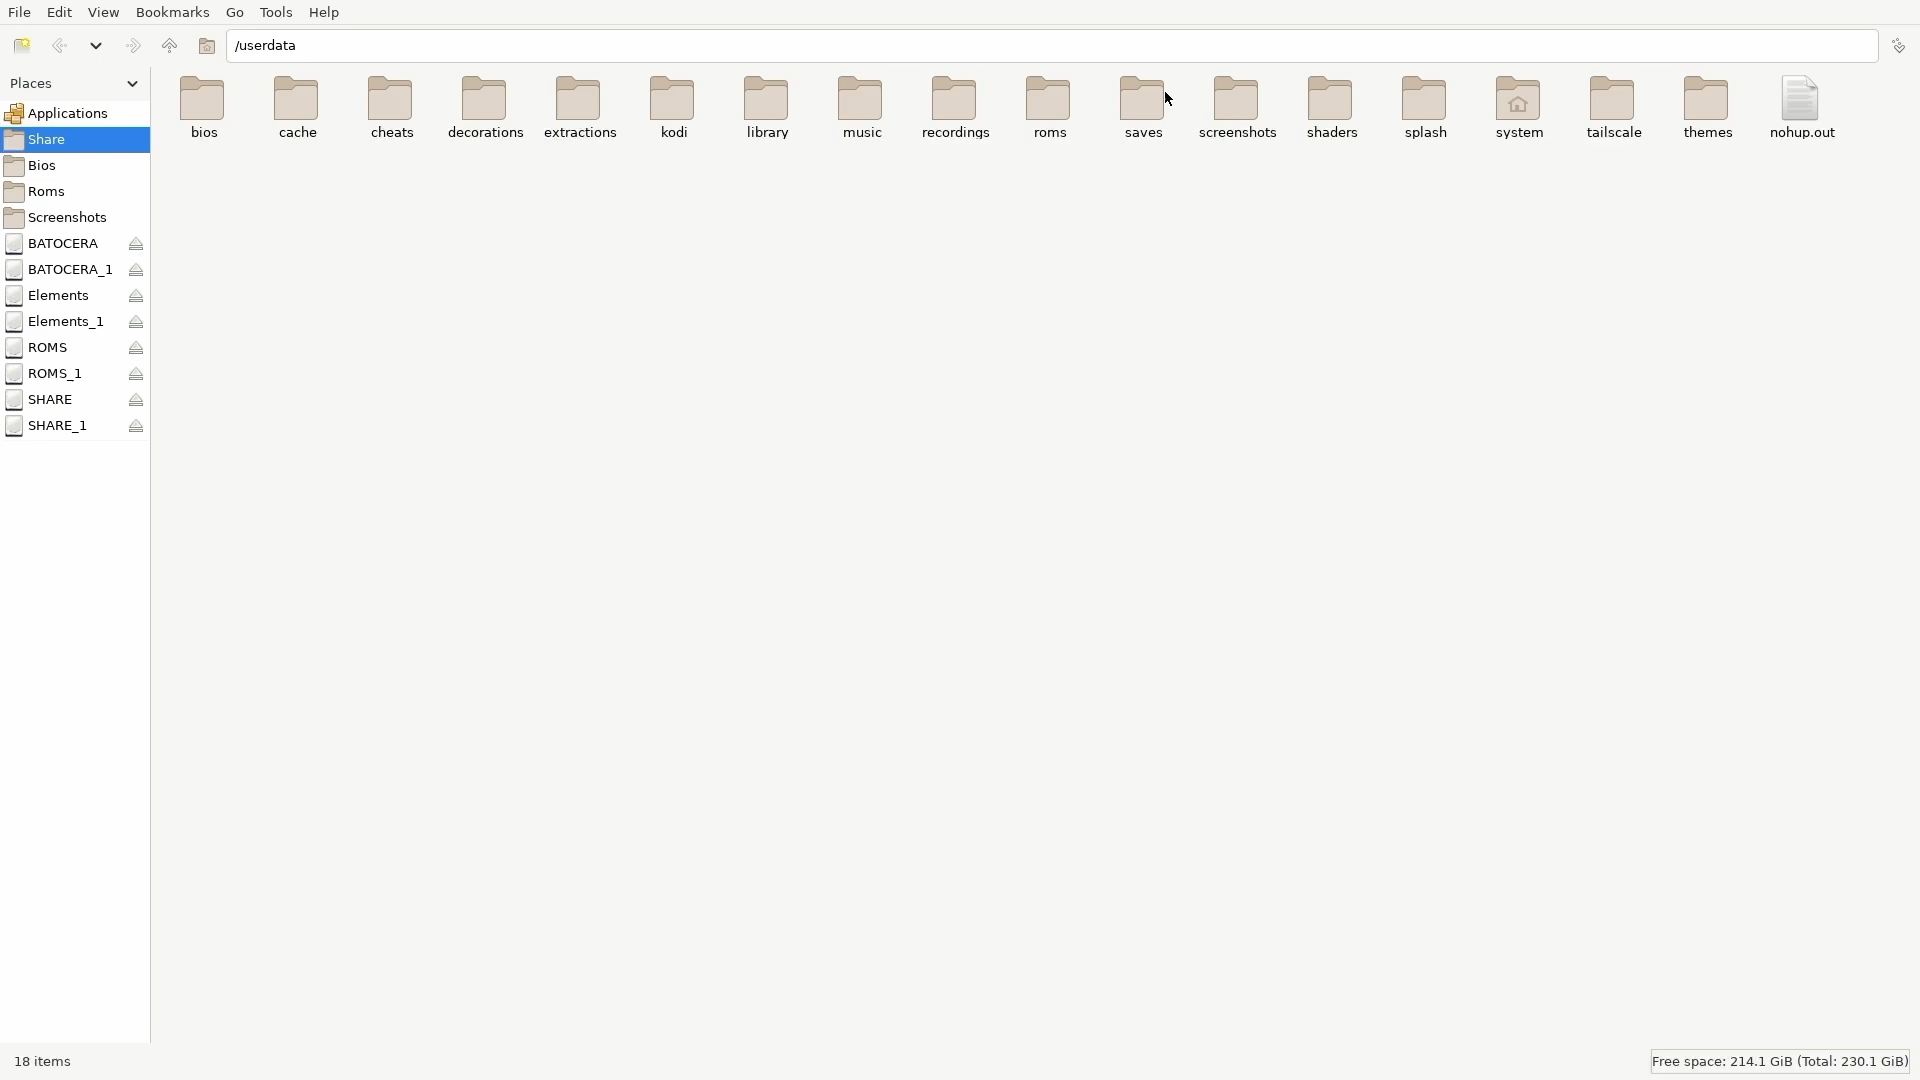 File Edit View Bookmarks Go Tools Help
/userdata
Places
Applications
Share
Bios
Roms
Screenshots
BATOCERA
BATOCERA_1
Elements
Elements_1
ROMS
ROMS_1
SHARE
SHARE_1
bios cache cheats decorations extractions kodi library music recordings roms saves screenshots shaders splash system tailscale themes nohup.out
18 items
Free space: 214.1 GiB (Total: 230.1 GiB)